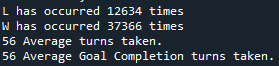 L has occurred 12634 times
W has occurred 37366 times
56 Average turns taken.
56 Average Goal Completion turns taken.